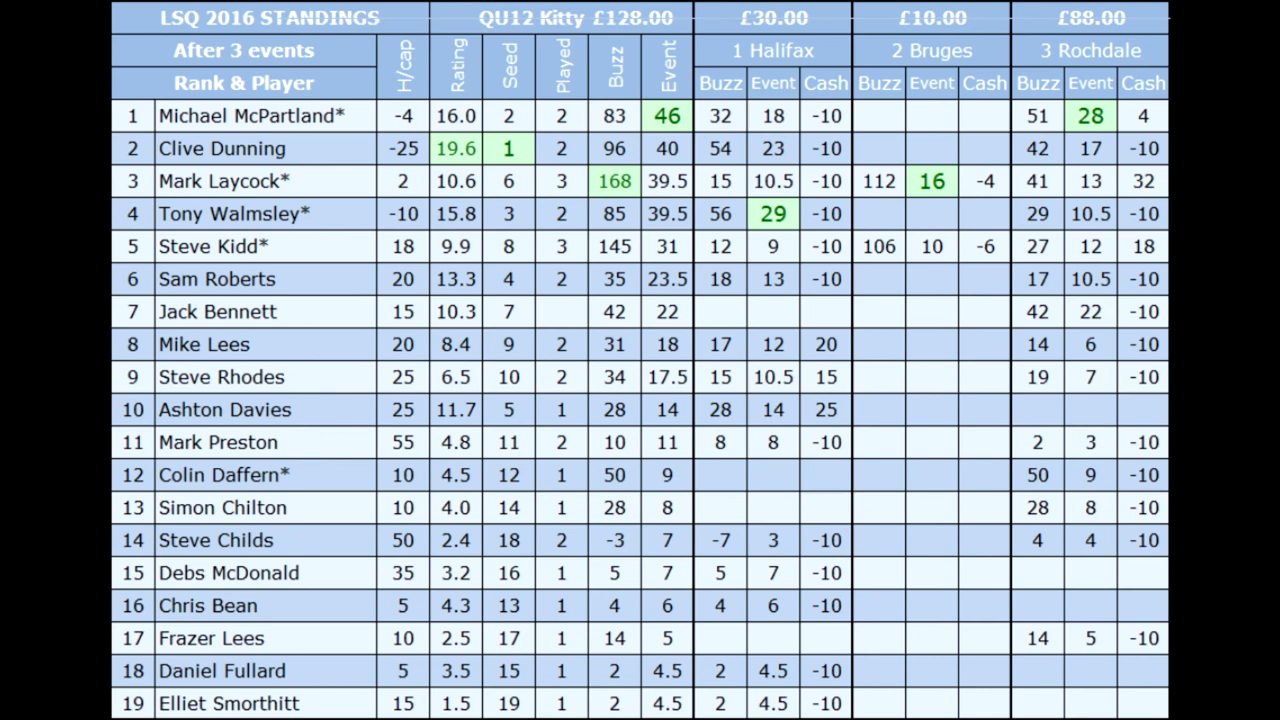 LSQ 2016 STANDINGS QU12 Kitty £128.00 £30.00 £10.00 £88.00
After 3 events H/cap Rating Seed Played Buzz Event 1 Halifax 2 Bruges 3 Rochdale
Rank & Player Buzz Event Cash Buzz Event Cash Buzz Event Cash
1 Michael McPartland* -4 16.0 2 2 83 46 32 18 -10 51 28 4
2 Clive Dunning -25 19.6 1 2 96 40 54 23 -10 42 17 -10
3 Mark Laycock* 2 10.6 6 3 168 39.5 15 10.5 -10 112 16 -4 41 13 32
4 Tony Walmsley* -10 15.8 3 2 85 39.5 56 29 -10 29 10.5 -10
5 Steve Kidd* 18 9.9 8 3 145 31 12 9 -10 106 10 -6 27 12 18
6 Sam Roberts 20 13.3 4 2 35 23.5 18 13 -10 17 10.5 -10
7 Jack Bennett 15 10.3 7 42 22 42 22 -10
8 Mike Lees 20 8.4 9 2 31 18 17 12 20 14 6 -10
9 Steve Rhodes 25 6.5 10 2 34 17.5 15 10.5 15 19 7 -10
10 Ashton Davies 25 11.7 5 1 28 14 28 14 25
11 Mark Preston 55 4.8 11 2 10 11 8 8 -10 2 3 -10
12 Colin Daffern* 10 4.5 12 1 50 9 50 9 -10
13 Simon Chilton 10 4.0 14 1 28 8 28 8 -10
14 Steve Childs 50 2.4 18 2 -3 7 -7 3 -10 4 4 -10
15 Debs McDonald 35 3.2 16 1 5 7 5 7 -10
16 Chris Bean 5 4.3 13 1 4 6 4 6 -10
17 Frazer Lees 10 2.5 17 1 14 5 14 5 -10
18 Daniel Fullard 5 3.5 15 1 2 4.5 2 4.5 -10
19 Elliet Smorthitt 15 1.5 19 1 2 4.5 2 4.5 -10